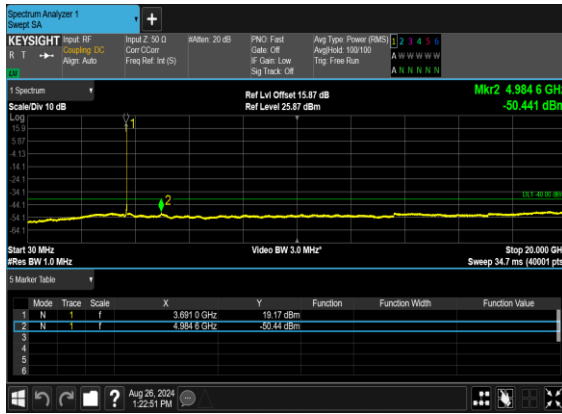 Spectrum Analyzer 1
Swept SA
+
KEYSIGHT Input: RF Input Z: 50 Ω #Atten: 20 dB PNO: Fast Avg Type: Power (RMS) 1 2 3 4 5 6
R T Coupling: DC Corr CCorr Gate: Off Avg|Hold: 100/100 A W W W W W
Align: Auto Freq Ref: Int (S) IF Gain: Low Trig: Free Run
LXI Sig Track: Off A N N N N N
1 Spectrum Ref Lvl Offset 15.87 dB Mkr2 4.984 6 GHz
Scale/Div 10 dB Ref Level 25.87 dBm -50.441 dBm
Log
15.9
5.87
-4.13
-14.1
-24.1
-34.1
-44.1
-54.1
-64.1
1
2
Start 30 MHz Video BW 3.0 MHz* Stop 20.000 GHz
#Res BW 1.0 MHz Sweep 34.7 ms (40001 pts)
5 Marker Table
Mode Trace Scale X Y Function Function Width Function Value
1 N 1 f 3.691 0 GHz 19.17 dBm
2 N 1 f 4.984 6 GHz -50.44 dBm
3
4
5
6
? Aug 26, 2024
1:22:51 PM